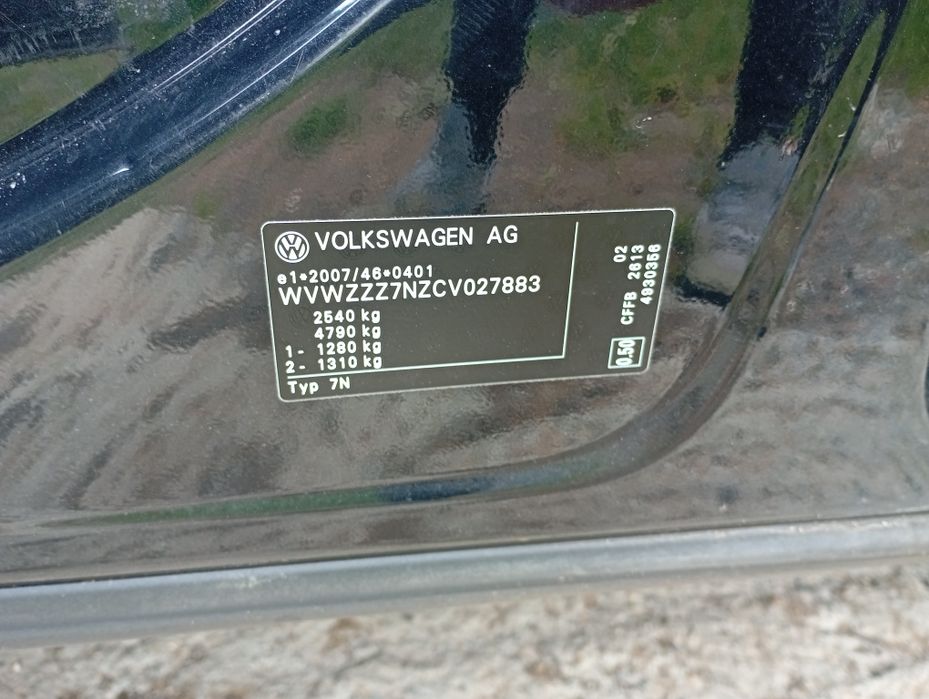 VOLKSWAGEN AG
e1*2007/46*0401
WVWZZZ7NZCV027883
2540 kg
4790 kg
1- 1280 kg
2- 1310 kg
Typ 7N
02
CFFB 2613
4930356
0.50